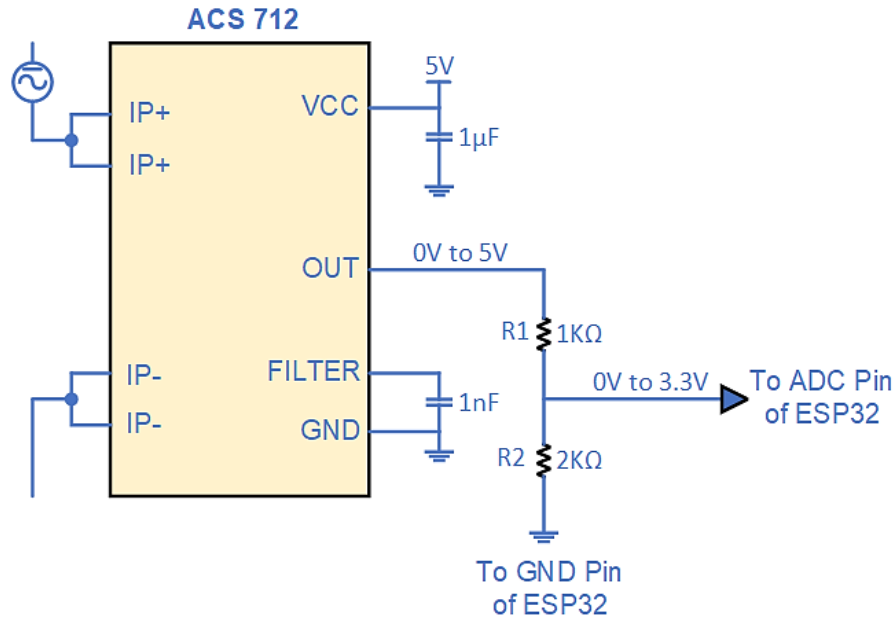 ACS 712
5V
IP+
VCC
1µF
IP+
0V to 5V
OUT
R1
1KΩ
IP-
FILTER
0V to 3.3V
To ADC Pin
of ESP32
1nF
IP-
GND
R2
2KΩ
To GND Pin
of ESP32